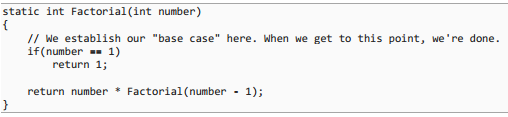 static int Factorial(int number)
{
    // We establish our "base case" here. When we get to this point, we're done.
    if(number == 1)
        return 1;

    return number * Factorial(number - 1);
}